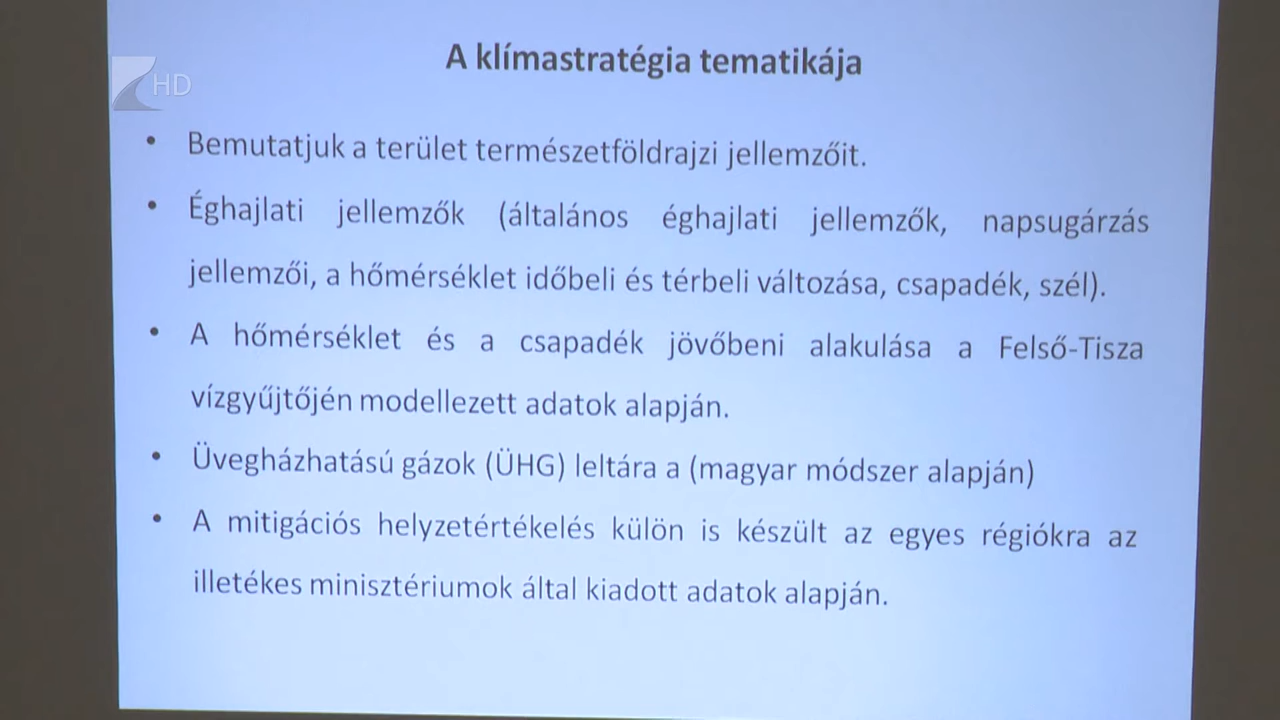 A klímastratégia tematikája
HD
• Bemutatjuk a terület természetföldrajzi jellemzőit.
• Éghajlati jellemzők (általános éghajlati jellemzők, napsugárzás
jellemzői, a hőmérséklet időbeli és térbeli változása, csapadék, szél).
• A hőmérséklet és a csapadék jövőbeni alakulása a Felső-Tisza
vízgyűjtőjén modellezett adatok alapján.
• Üvegházhatású gázok (ÜHG) leltára a (magyar módszer alapján)
• A mitigációs helyzetértékelés külön is készült az egyes régiókra az
illetékes minisztériumok által kiadott adatok alapján.